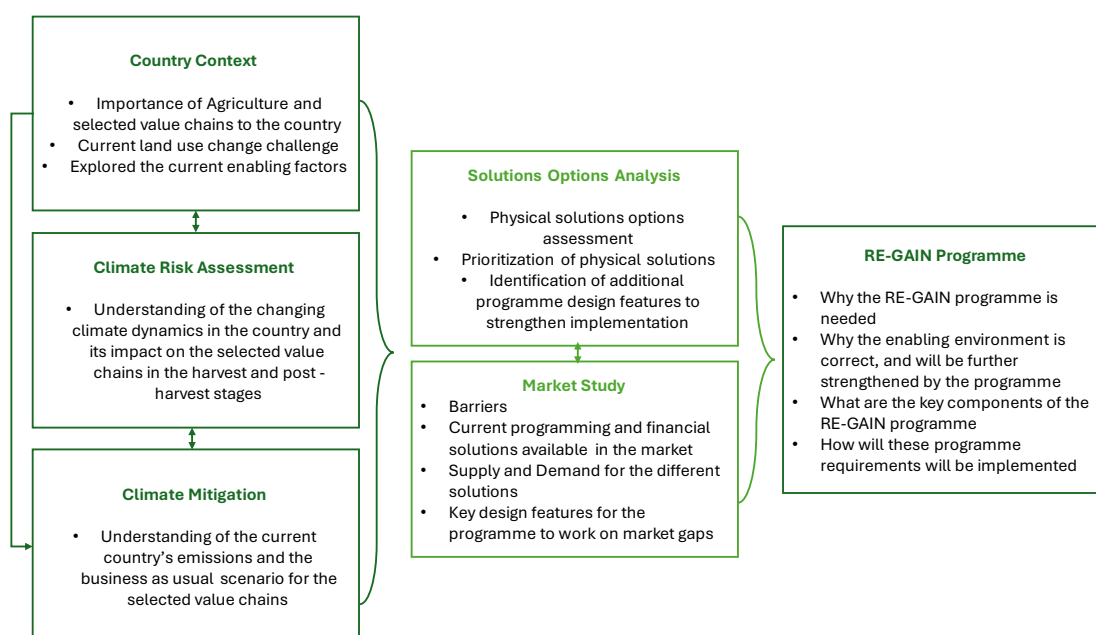 Country Context
• Importance of Agriculture and
selected value chains to the country
• Current land use change challenge
• Explored the current enabling factors
Climate Risk Assessment
• Understanding of the changing
climate dynamics in the country and
its impact on the selected value
chains in the harvest and post -
harvest stages
Climate Mitigation
• Understanding of the current
country's emissions and the
business as usual scenario for the
selected value chains
Solutions Options Analysis
• Physical solutions options
assessment
• Prioritization of physical solutions
• Identification of additional
programme design features to
strengthen implementation
Market Study
• Barriers
• Current programming and financial
solutions available in the market
• Supply and Demand for the different
solutions
• Key design features for the
programme to work on market gaps
RE-GAIN Programme
• Why the RE-GAIN programme is
needed
• Why the enabling environment is
correct, and will be further
strengthened by the programme
• What are the key components of the
RE-GAIN programme
• How will these programme
requirements will be implemented